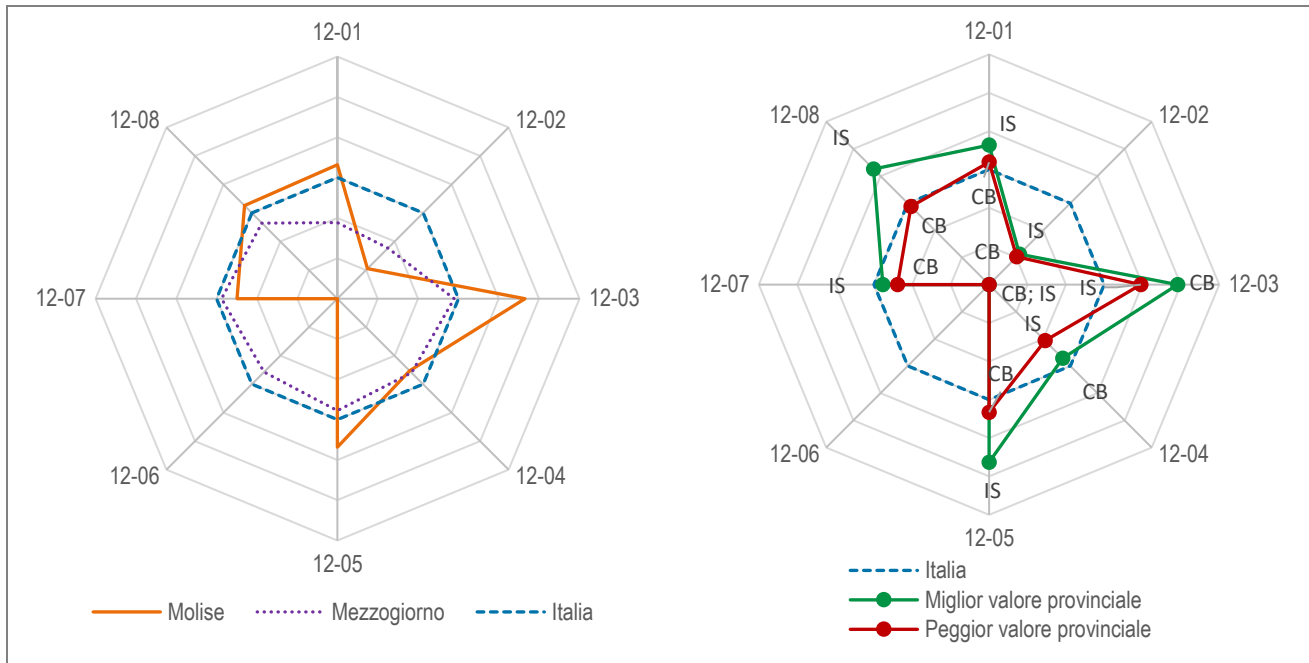 12-01
12-02
12-03
12-04
12-05
12-06
12-07
12-08
Molise
Mezzogiorno
Italia
12-01
12-02
12-03
12-04
12-05
12-06
12-07
12-08
IS
CB
IS
CB
CB
IS
CB
IS
IS
CB
CB; IS
IS
CB
IS
CB
Italia
Miglior valore provinciale
Peggior valore provinciale